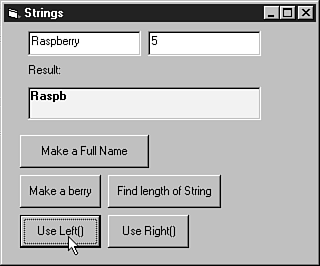 Strings
Raspberry 5
Result:
Raspb
Make a Full Name
Make a berry Find length of String
Use Left() Use Right()